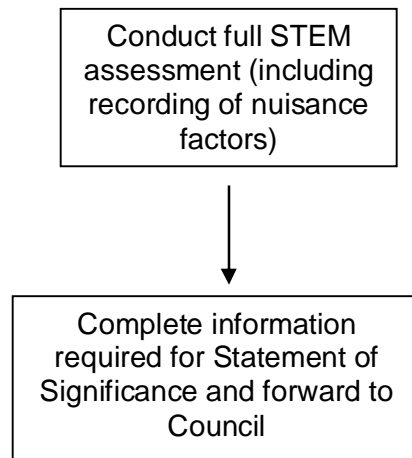 Conduct full STEM
assessment (including
recording of nuisance
factors)
Complete information
required for Statement of
Significance and forward to
Council